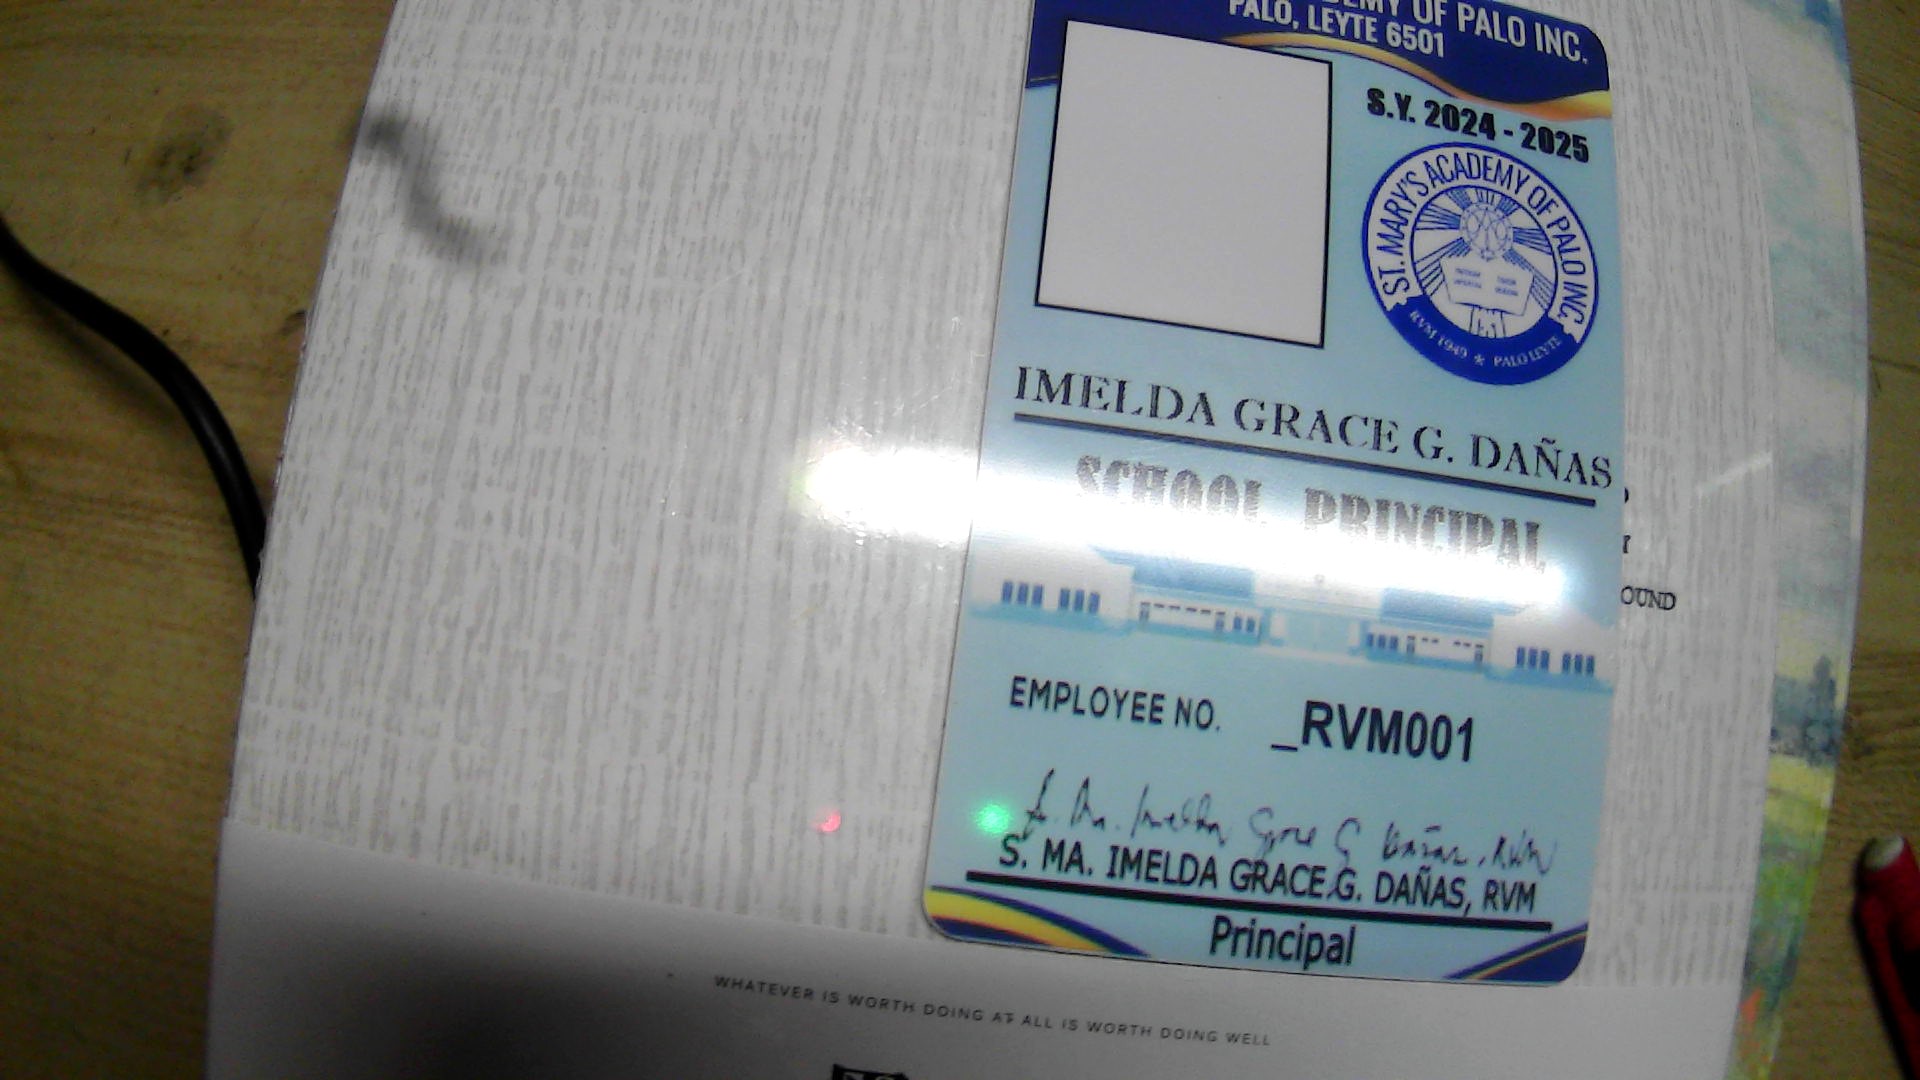 DEMY OF PALO INC.
PALO, LEYTE 6501
S.Y. 2024 - 2025
ST. MARY'S ACADEMY OF PALO INC.
RVM 1949 ★ PALO LEYTE
IMELDA GRACE G. DAÑAS
SCHOOL PRINCIPAL
OUND
EMPLOYEE NO. _RVM001
S. Ma. Imelda Grace G Dañas, RVM
S. MA. IMELDA GRACE G. DAÑAS, RVM
Principal
WHATEVER IS WORTH DOING AT ALL IS WORTH DOING WELL